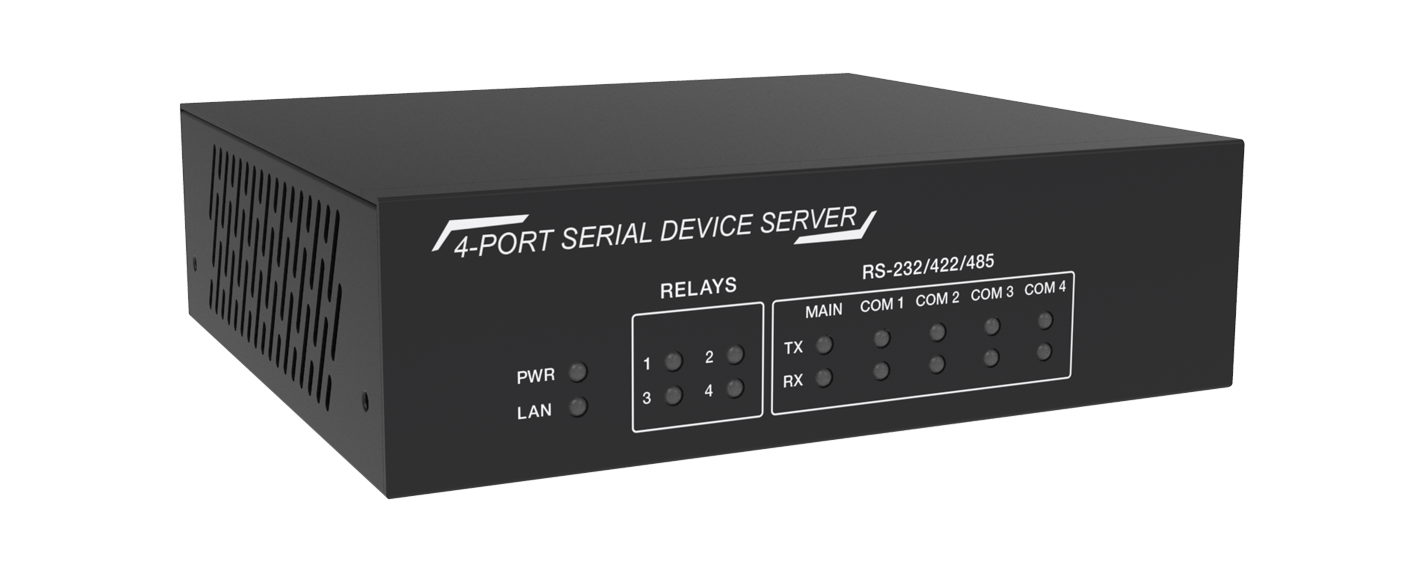 4-PORT SERIAL DEVICE SERVER
RELAYS
RS-232/422/485
MAIN COM 1 COM 2 COM 3 COM 4
1 2
TX
PWR
3 4
RX
LAN